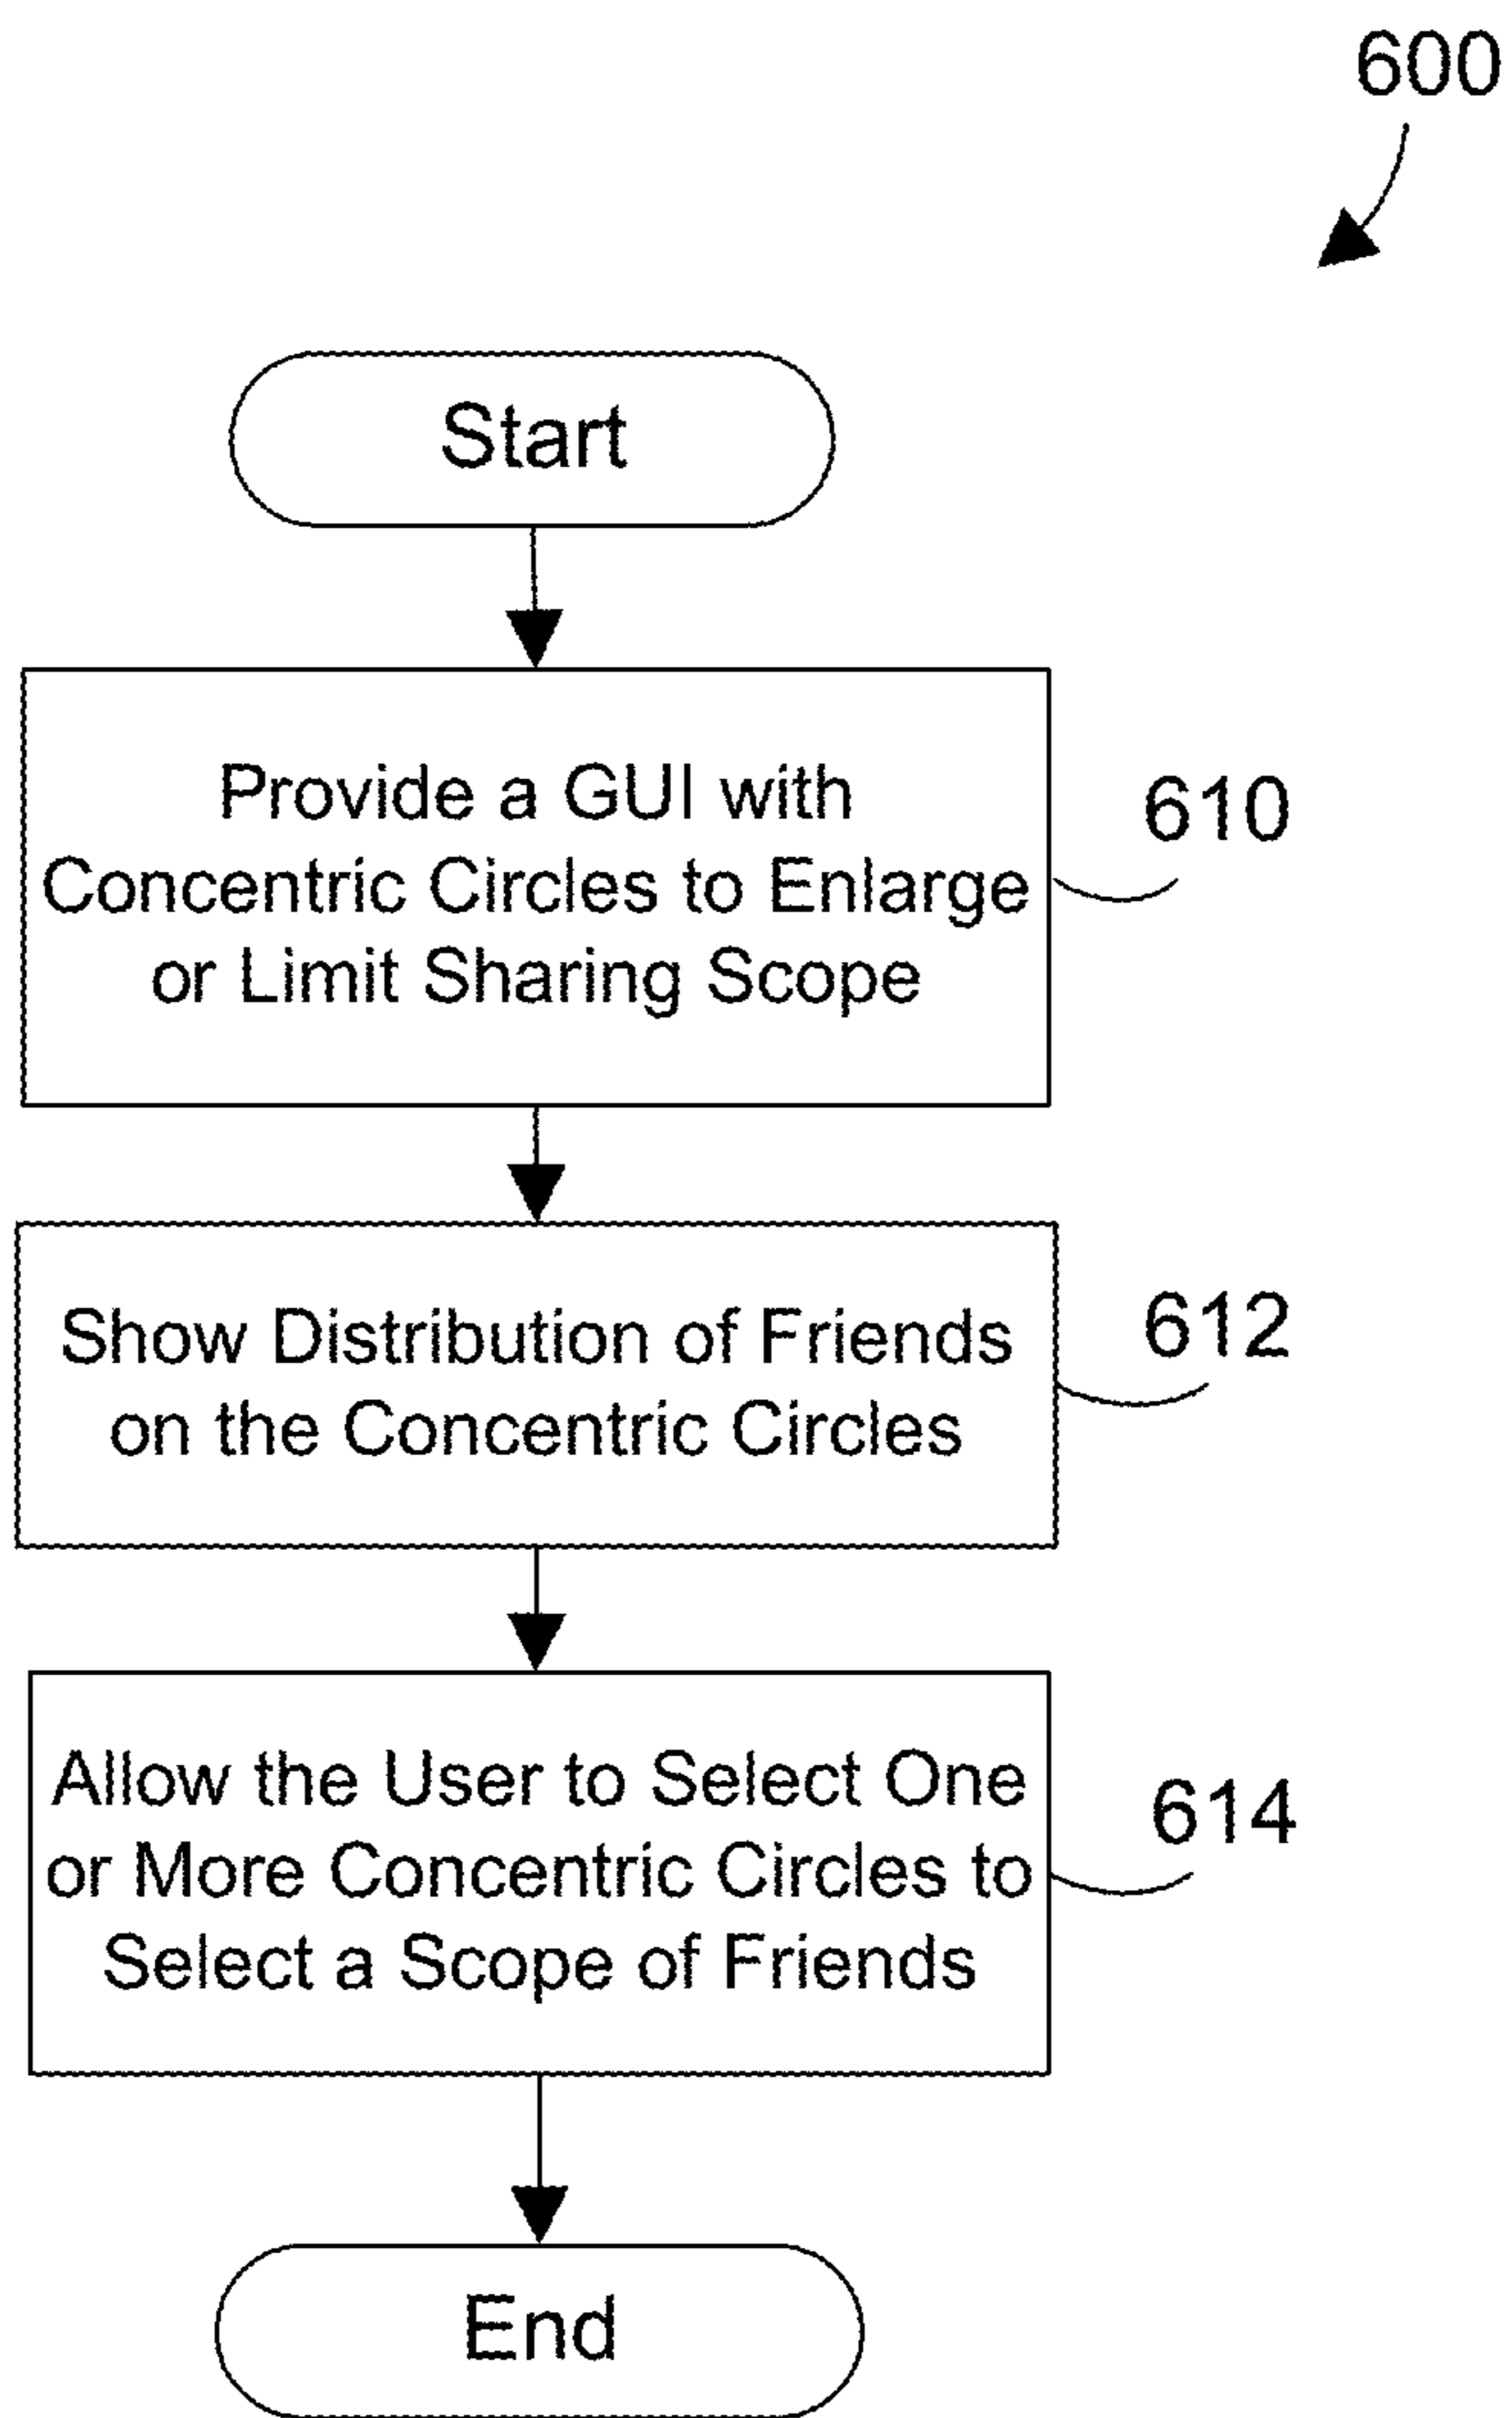 600
Start
Provide a GUI with
Concentric Circles to Enlarge
or Limit Sharing Scope
610
Show Distribution of Friends
on the Concentric Circles
612
Allow the User to Select One
or More Concentric Circles to
Select a Scope of Friends
614
End